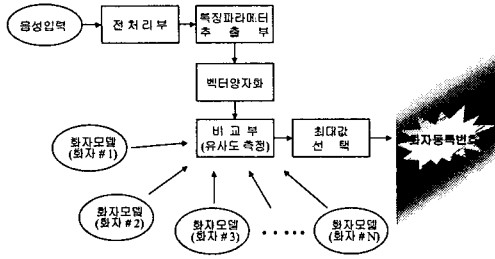 음성입력
전처리부
특징파라메터
추 출 부
벡터양자화
비 교 부
(유사도 측정)
최대값
선 택
화자등록번호
화자모델
(화자 #1)
화자모델
(화자 #2)
화자모델
(화자 #3)
화자모델
(화자 #N)